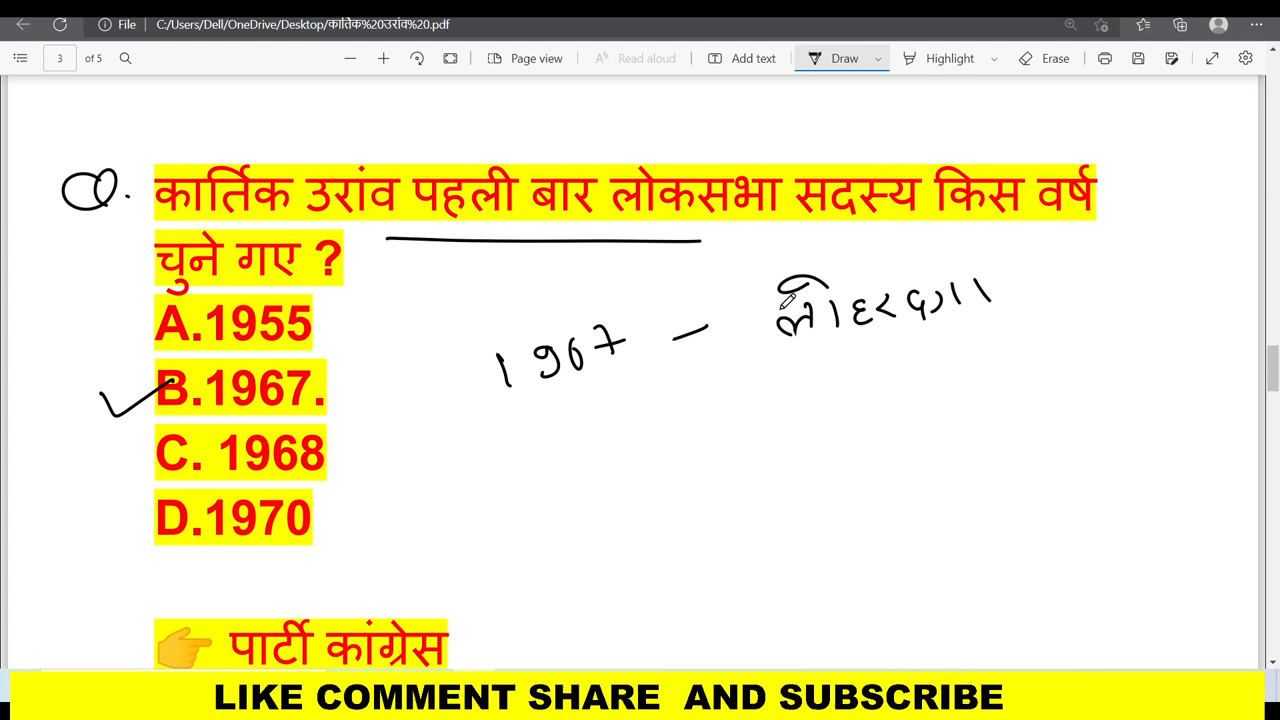 File C:/Users/Dell/OneDrive/Desktop/कार्तिक%20उरांव%20.pdf
3 of 5 Page view Read aloud Add text Draw Highlight Erase
Q. कार्तिक उरांव पहली बार लोकसभा सदस्य किस वर्ष
चुने गए ?
A.1955
1967 - लोहरदगा
B.1967.
C. 1968
D.1970
👉 पार्टी कांग्रेस
LIKE COMMENT SHARE AND SUBSCRIBE